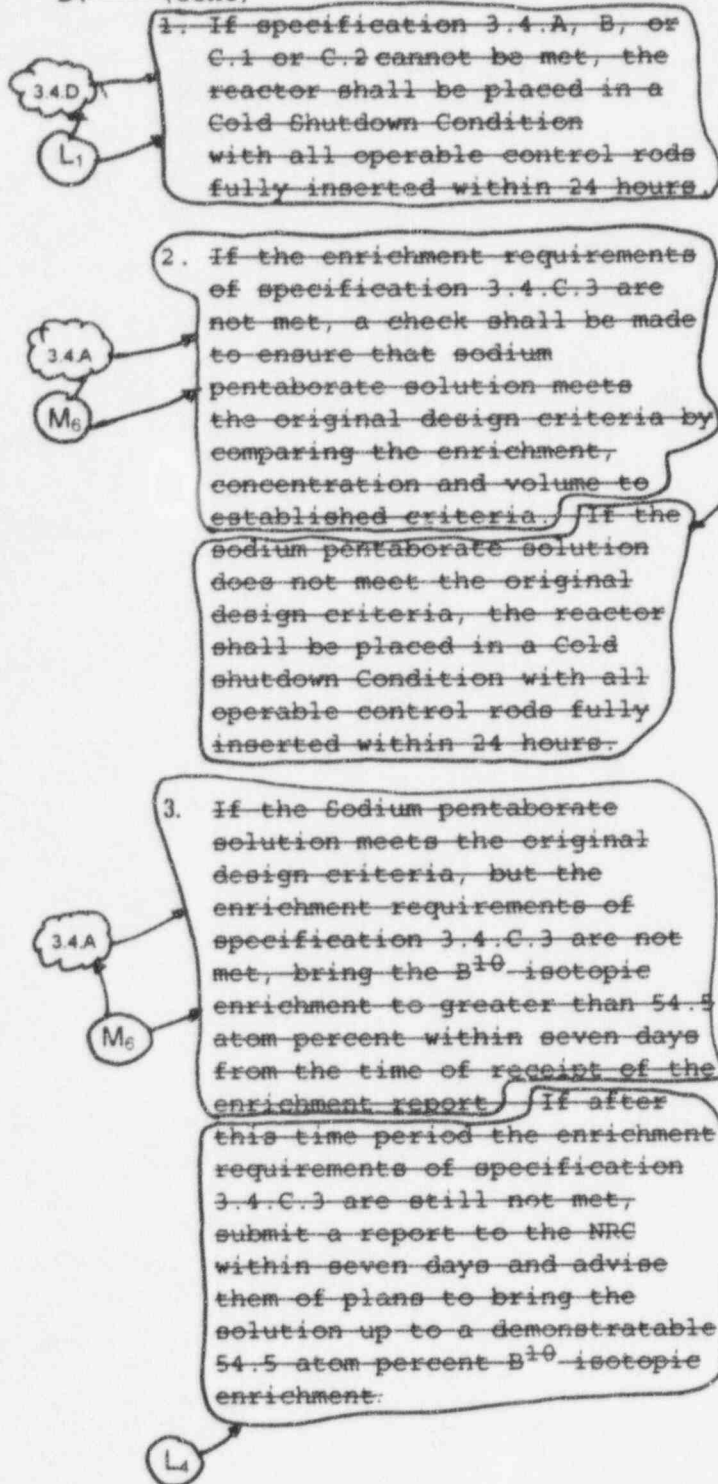 1. If specification 3.4.A, B, or
C.1 or C.2 cannot be met, the
reactor shall be placed in a
Cold Shutdown Condition
with all operable control rods
fully inserted within 24 hours
3.4.D
L1
2. If the enrichment requirements
of specification 3.4.C.3 are
not met, a check shall be made
to ensure that sodium
pentaborate solution meets
the original design criteria by
comparing the enrichment,
concentration and volume to
established criteria. If the
sodium pentaborate solution
does not meet the original
design criteria, the reactor
shall be placed in a Cold
shutdown Condition with all
operable control rods fully
inserted within 24 hours.
3.4.A
M6
3. If the Sodium pentaborate
solution meets the original
design criteria, but the
enrichment requirements of
specification 3.4.C.3 are not
met, bring the B10 isotopic
enrichment to greater than 54.5
atom percent within seven days
from the time of receipt of the
enrichment report. If after
this time period the enrichment
requirements of specification
3.4.C.3 are still not met,
submit a report to the NRC
within seven days and advise
them of plans to bring the
solution up to a demonstratable
54.5 atom percent B10 isotopic
enrichment.
3.4.A
M6
L4